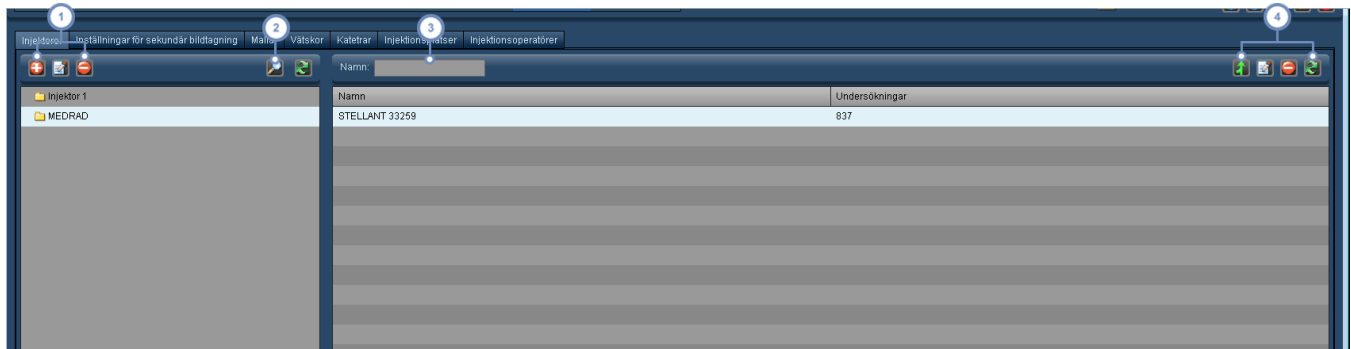 1 2 3 4
Injektorer Inställningar för sekundär bildtagning Mallar Vätskor Katetrar Injektionsplatser Injektionsoperatörer
Namn:
Injektor 1 Namn Undersökningar
MEDRAD STELLANT 33259 837